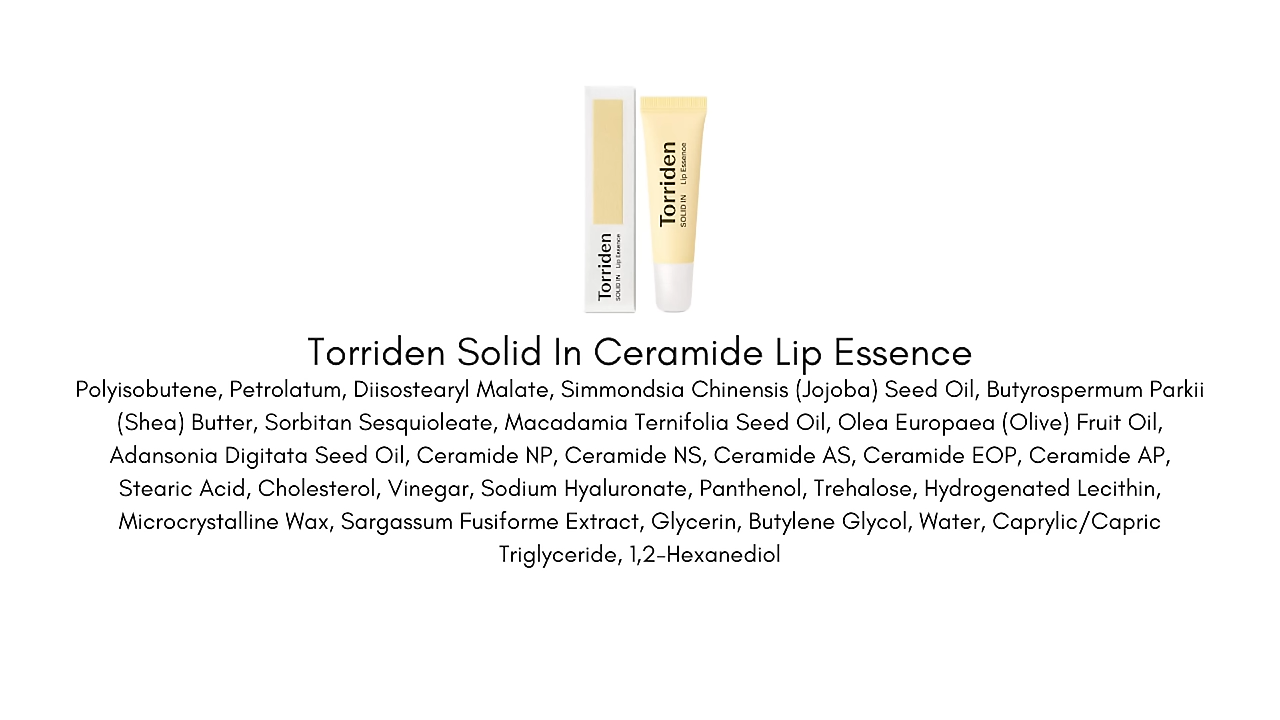 Torriden
SOLID IN Lip Essence
Torriden
SOLID IN Lip Essence
Torriden Solid In Ceramide Lip Essence
Polyisobutene, Petrolatum, Diisostearyl Malate, Simmondsia Chinensis (Jojoba) Seed Oil, Butyrospermum Parkii
(Shea) Butter, Sorbitan Sesquioleate, Macadamia Ternifolia Seed Oil, Olea Europaea (Olive) Fruit Oil,
Adansonia Digitata Seed Oil, Ceramide NP, Ceramide NS, Ceramide AS, Ceramide EOP, Ceramide AP,
Stearic Acid, Cholesterol, Vinegar, Sodium Hyaluronate, Panthenol, Trehalose, Hydrogenated Lecithin,
Microcrystalline Wax, Sargassum Fusiforme Extract, Glycerin, Butylene Glycol, Water, Caprylic/Capric
Triglyceride, 1,2-Hexanediol